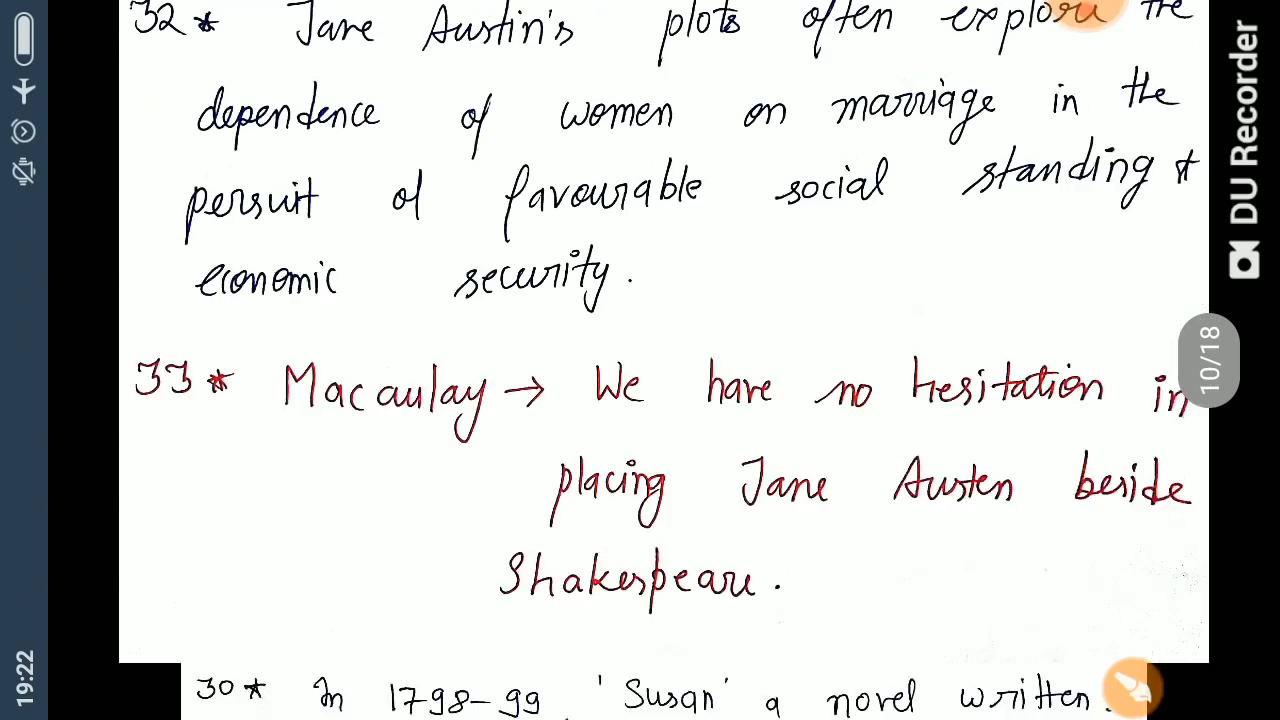 32* Jane Austin's plots often explore the
dependence of women on marriage in the
persuit of favourable social standing *
economic security.
33* Macaulay → We have no hesitation in
placing Jane Austen beside
Shakespeare.
30* In 1798-99, 'Susan' a novel written.
DU Recorder
10/18
19:22